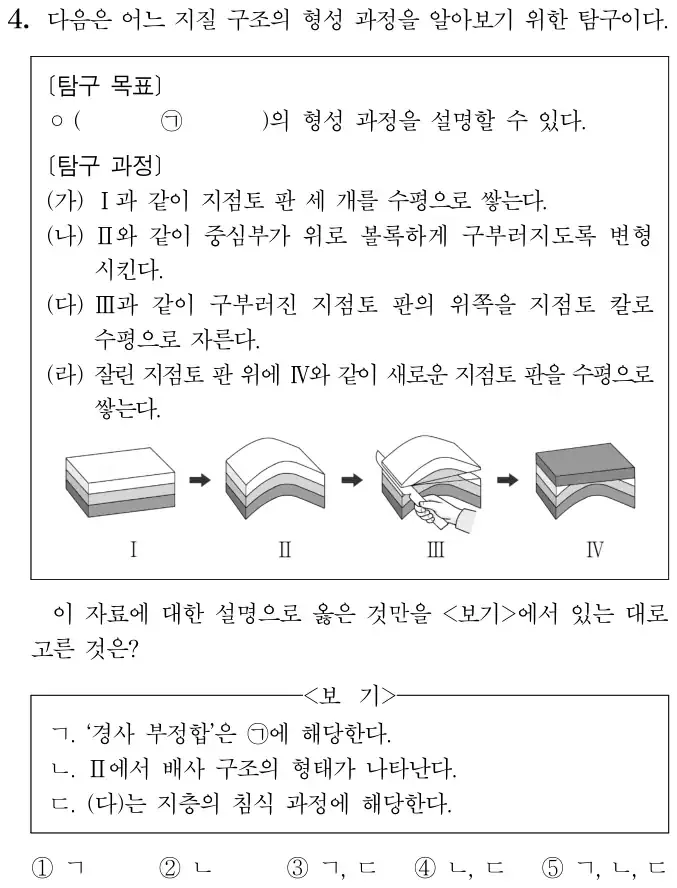 4. 다음은 어느 지질 구조의 형성 과정을 알아보기 위한 탐구이다.
[탐구 목표]
○ ( ㉠ )의 형성 과정을 설명할 수 있다.
[탐구 과정]
(가) Ⅰ과 같이 지점토 판 세 개를 수평으로 쌓는다.
(나) Ⅱ와 같이 중심부가 위로 볼록하게 구부러지도록 변형
시킨다.
(다) Ⅲ과 같이 구부러진 지점토 판의 위쪽을 지점토 칼로
수평으로 자른다.
(라) 잘린 지점토 판 위에 Ⅳ와 같이 새로운 지점토 판을 수평으로
쌓는다.
Ⅰ Ⅱ Ⅲ Ⅳ
이 자료에 대한 설명으로 옳은 것만을 <보기>에서 있는 대로
고른 것은?
<보 기>
ㄱ. ‘경사 부정합’은 ㉠에 해당한다.
ㄴ. Ⅱ에서 배사 구조의 형태가 나타난다.
ㄷ. (다)는 지층의 침식 과정에 해당한다.
① ㄱ ② ㄴ ③ ㄱ, ㄷ ④ ㄴ, ㄷ ⑤ ㄱ, ㄴ, ㄷ